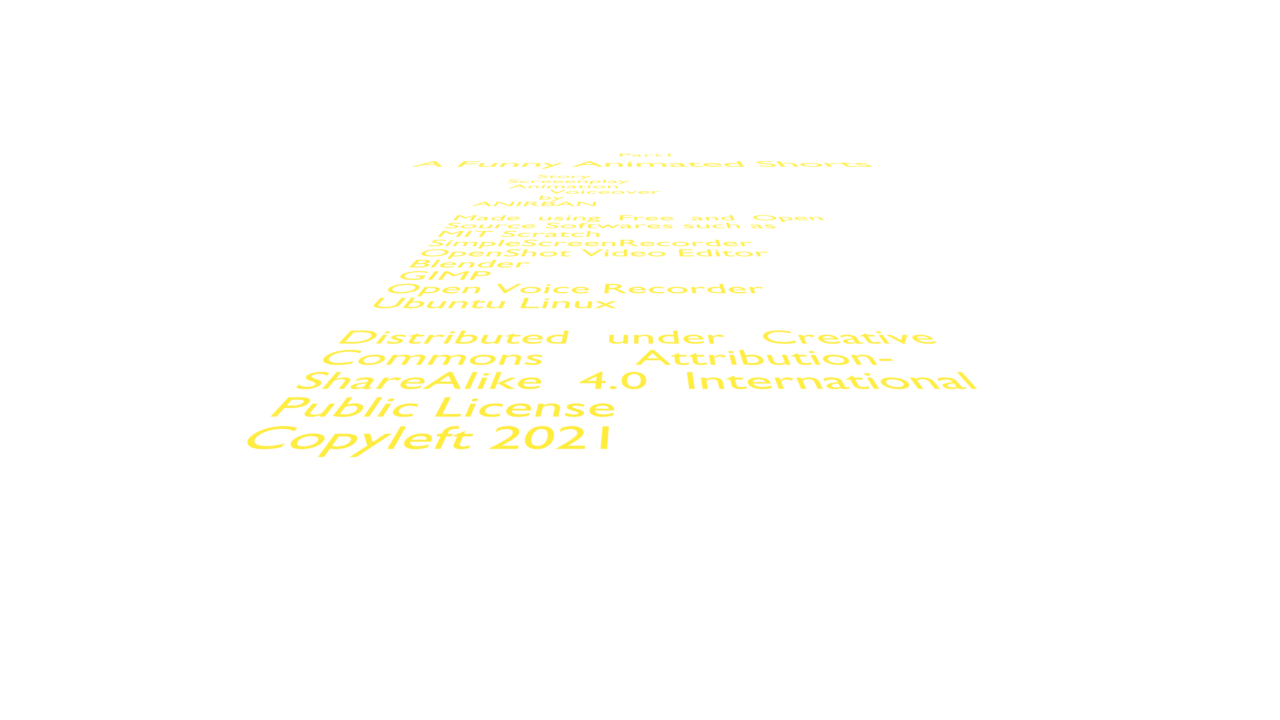 Part I
A Funny Animated Shorts
Story
Screeenplay
Animation
Voiceover
by
ANIRBAN
Made using Free and Open
Source Softwares such as
MIT Scratch
SimpleScreenRecorder
OpenShot Video Editor
Blender
GIMP
Open Voice Recorder
Ubuntu Linux
Distributed under Creative
Commons Attribution-
ShareAlike 4.0 International
Public License
Copyleft 2021